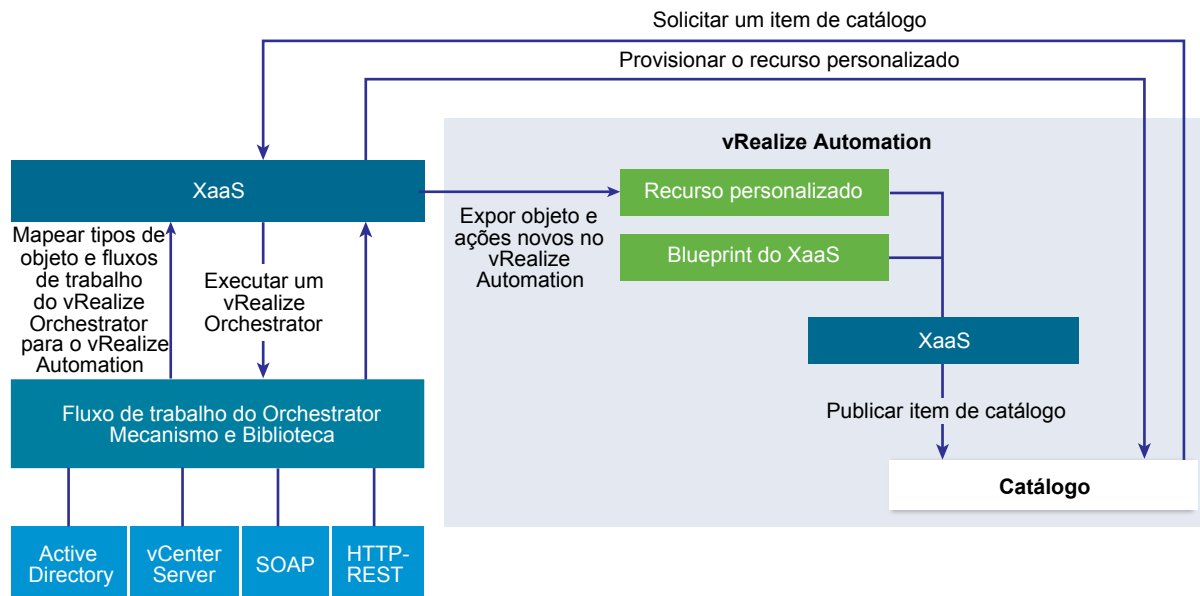 Solicitar um item de catálogo
Provisionar o recurso personalizado
vRealize Automation
XaaS
Recurso personalizado
Expor objeto e
ações novos no
vRealize
Automation
Blueprint do XaaS
Mapear tipos de
objeto e fluxos
de trabalho
do vRealize
Orchestrator
para o vRealize
Automation
Executar um
vRealize
Orchestrator
XaaS
Publicar item de catálogo
Fluxo de trabalho do Orchestrator
Mecanismo e Biblioteca
Catálogo
Active
Directory
vCenter
Server
SOAP
HTTP-
REST